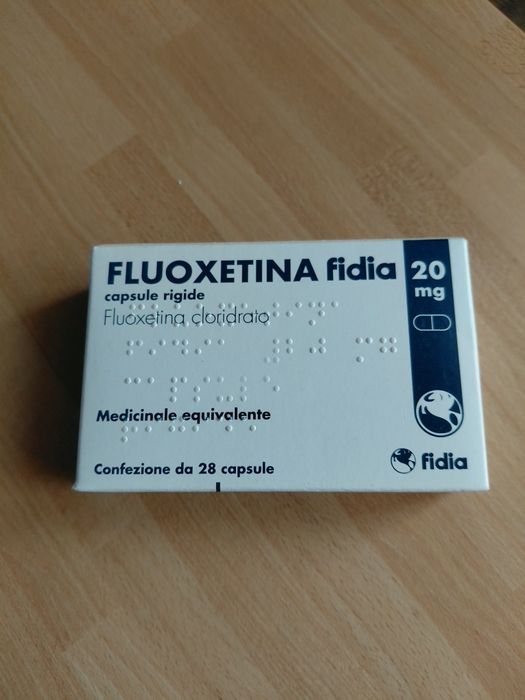 FLUOXETINA fidia
20
mg
capsule rigide
Fluoxetina cloridrato
Medicinale equivalente
Confezione da 28 capsule
fidia